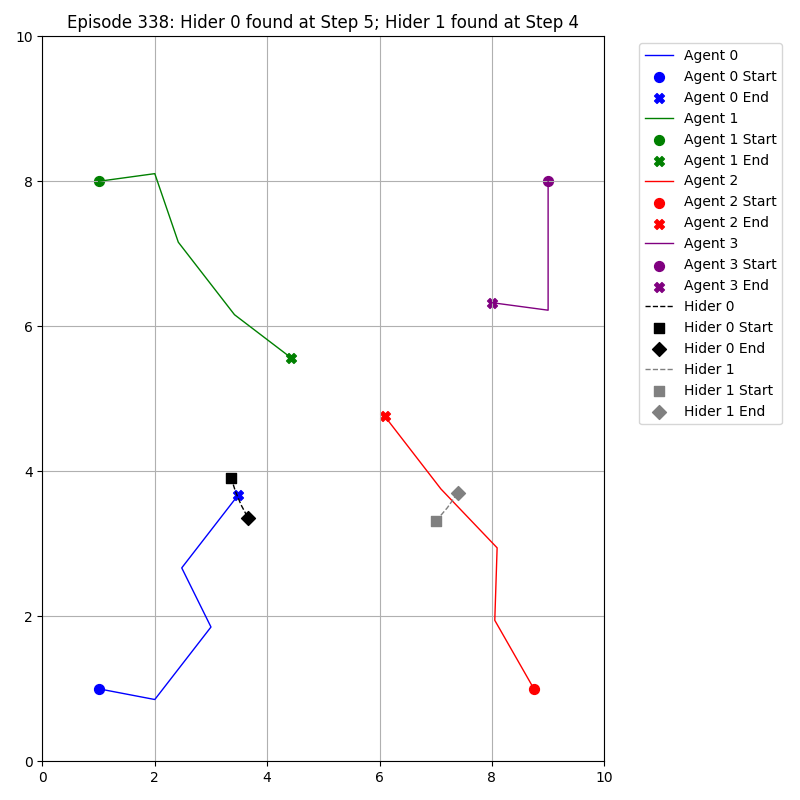 Episode 338: Hider 0 found at Step 5; Hider 1 found at Step 4
10
8
6
4
2
0
0 2 4 6 8 10
Agent 0
Agent 0 Start
Agent 0 End
Agent 1
Agent 1 Start
Agent 1 End
Agent 2
Agent 2 Start
Agent 2 End
Agent 3
Agent 3 Start
Agent 3 End
Hider 0
Hider 0 Start
Hider 0 End
Hider 1
Hider 1 Start
Hider 1 End